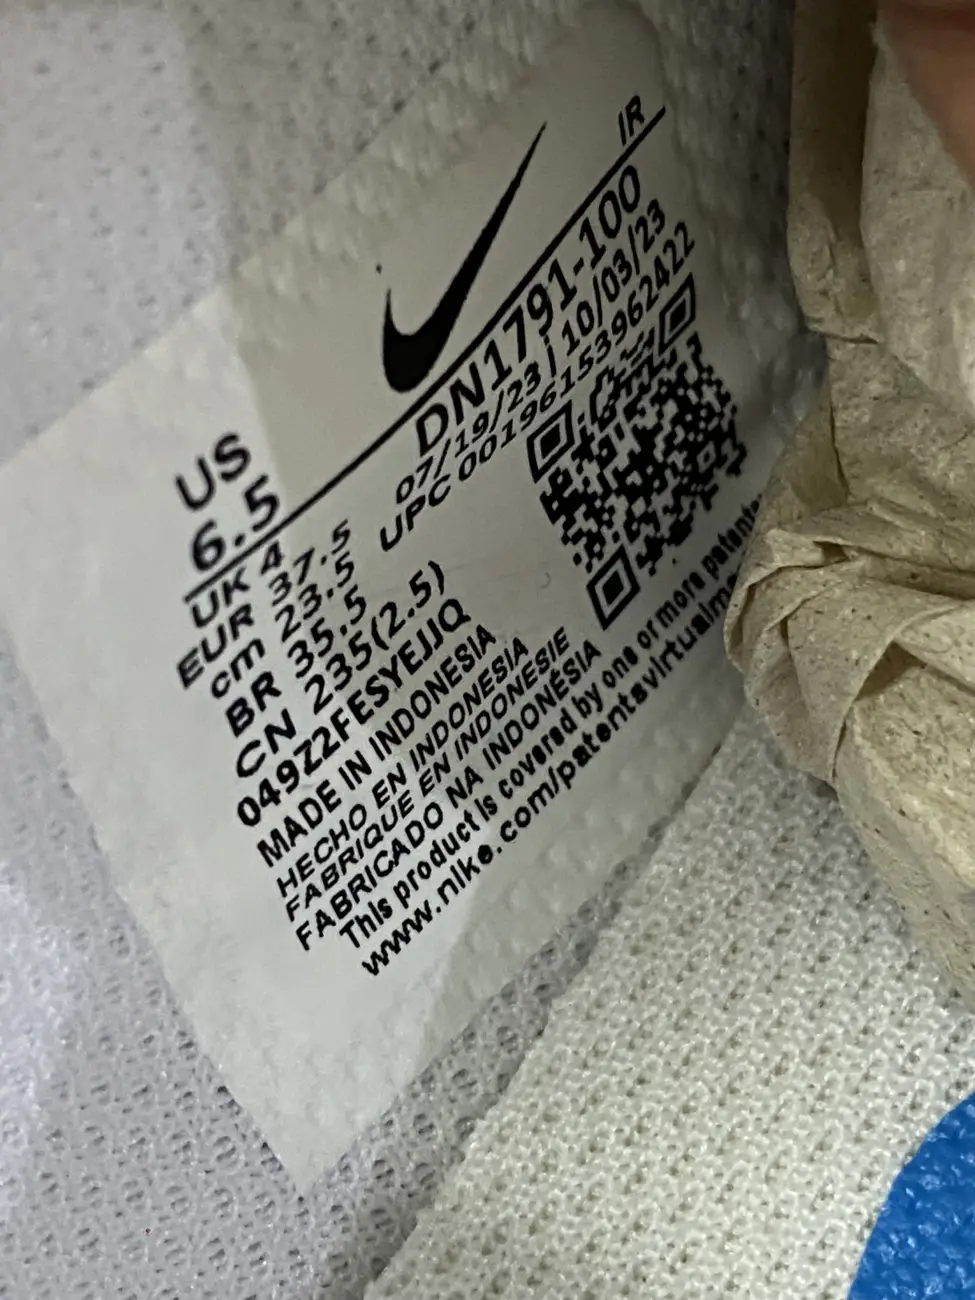 IR
US
6.5
DN1791-100
07/19/23 | 10/03/23
UPC 00196153962422
UK 4
EUR 37.5
cm 23.5
BR 35.5
CN 235(2.5)
049Z2FESYEJJQ
MADE IN INDONESIA
HECHO EN INDONESIA
FABRIQUE EN INDONÉSIE
FABRICADO NA INDONÉSIA
This product is covered by one or more patents
www.nike.com/patentsvirtualm